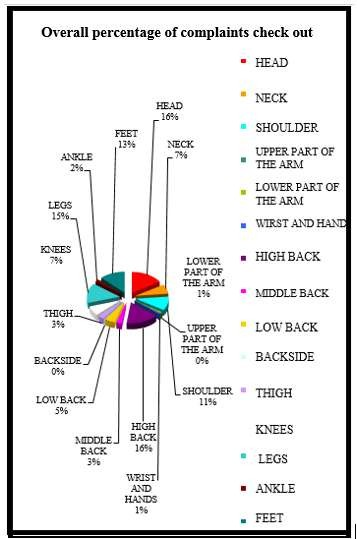 Overall percentage of complaints check out
HEAD
16%
NECK
7%
FEET
13%
ANKLE
2%
LEGS
15%
KNEES
7%
THIGH
3%
BACKSIDE
0%
LOW BACK
5%
MIDDLE
BACK
3%
HIGH
BACK
16%
WRIST
AND
HANDS
1%
SHOULDER
11%
UPPER
PART OF
THE ARM
0%
LOWER
PART OF
THE ARM
1%
HEAD
NECK
SHOULDER
UPPER PART OF
THE ARM
LOWER PART OF
THE ARM
WIRST AND HAND
HIGH BACK
MIDDLE BACK
LOW BACK
BACKSIDE
THIGH
KNEES
LEGS
ANKLE
FEET